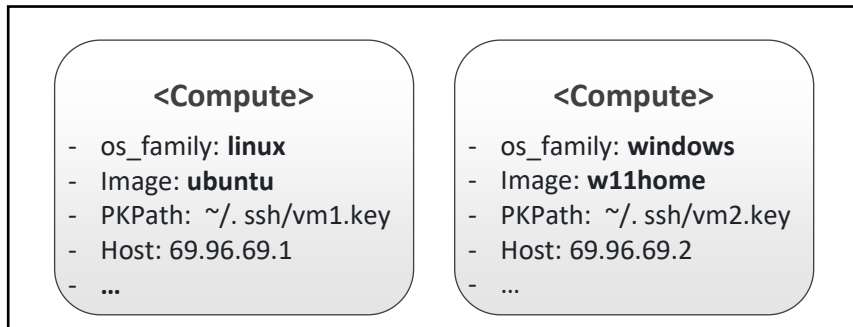 <Compute>
- os_family: linux
- Image: ubuntu
- PKPath: ~/. ssh/vm1.key
- Host: 69.96.69.1
- ...
<Compute>
- os_family: windows
- Image: w11home
- PKPath: ~/. ssh/vm2.key
- Host: 69.96.69.2
- ...